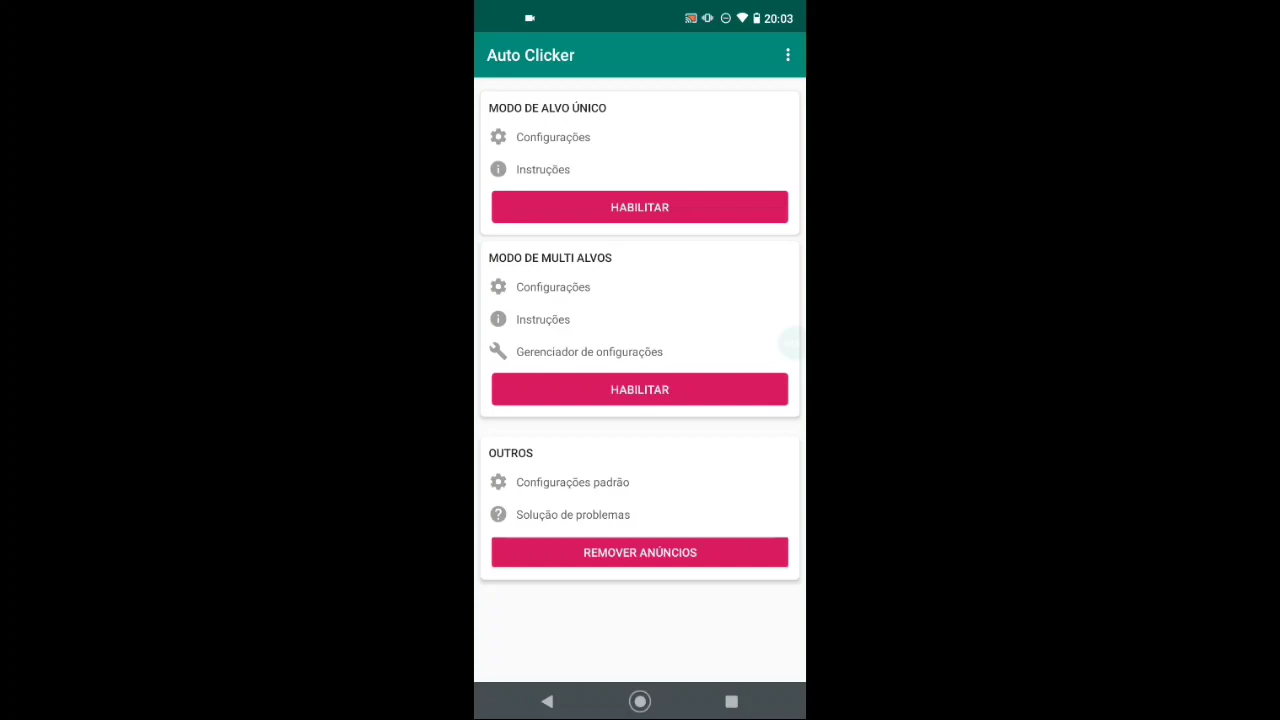 20:03
Auto Clicker
MODO DE ALVO ÚNICO
Configurações
Instruções
HABILITAR
MODO DE MULTI ALVOS
Configurações
Instruções
Gerenciador de onfigurações
HABILITAR
OUTROS
Configurações padrão
Solução de problemas
REMOVER ANÚNCIOS